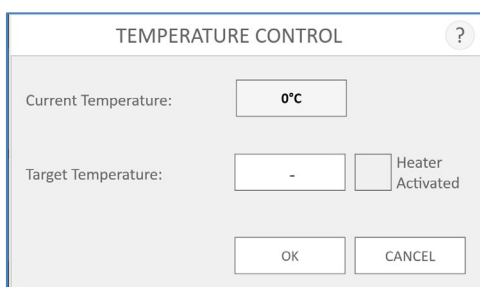 TEMPERATURE CONTROL ?
Current Temperature: 0°C
Target Temperature: - Heater
Activated
OK CANCEL